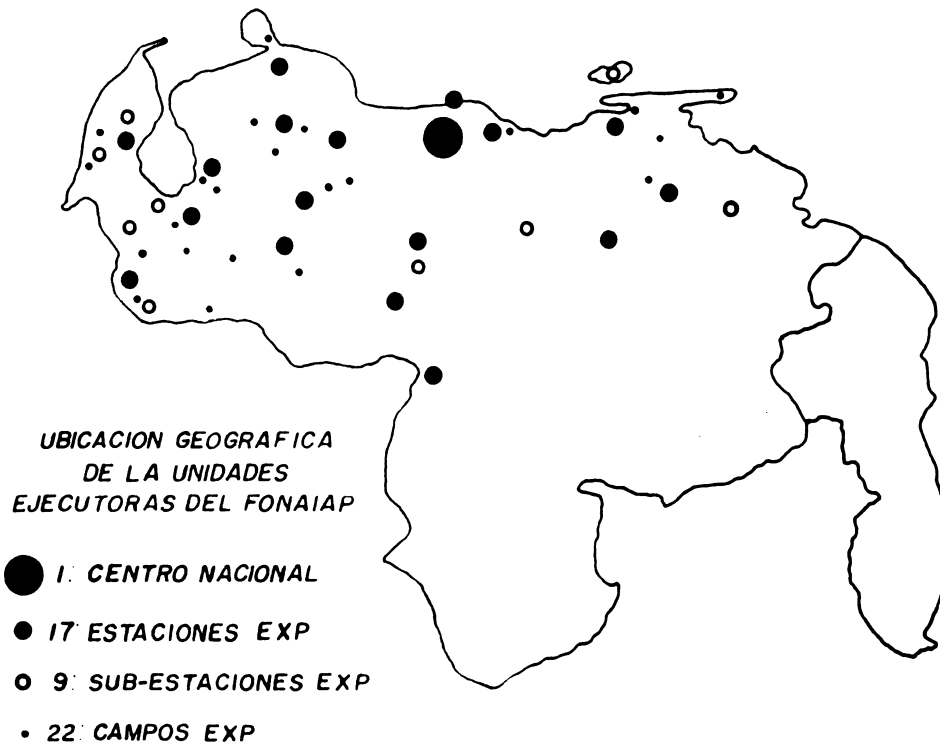 UBICACION GEOGRAFICA
DE LA UNIDADES
EJECUTORAS DEL FONAIAP
1: CENTRO NACIONAL
17: ESTACIONES EXP
9: SUB-ESTACIONES EXP
22: CAMPOS EXP